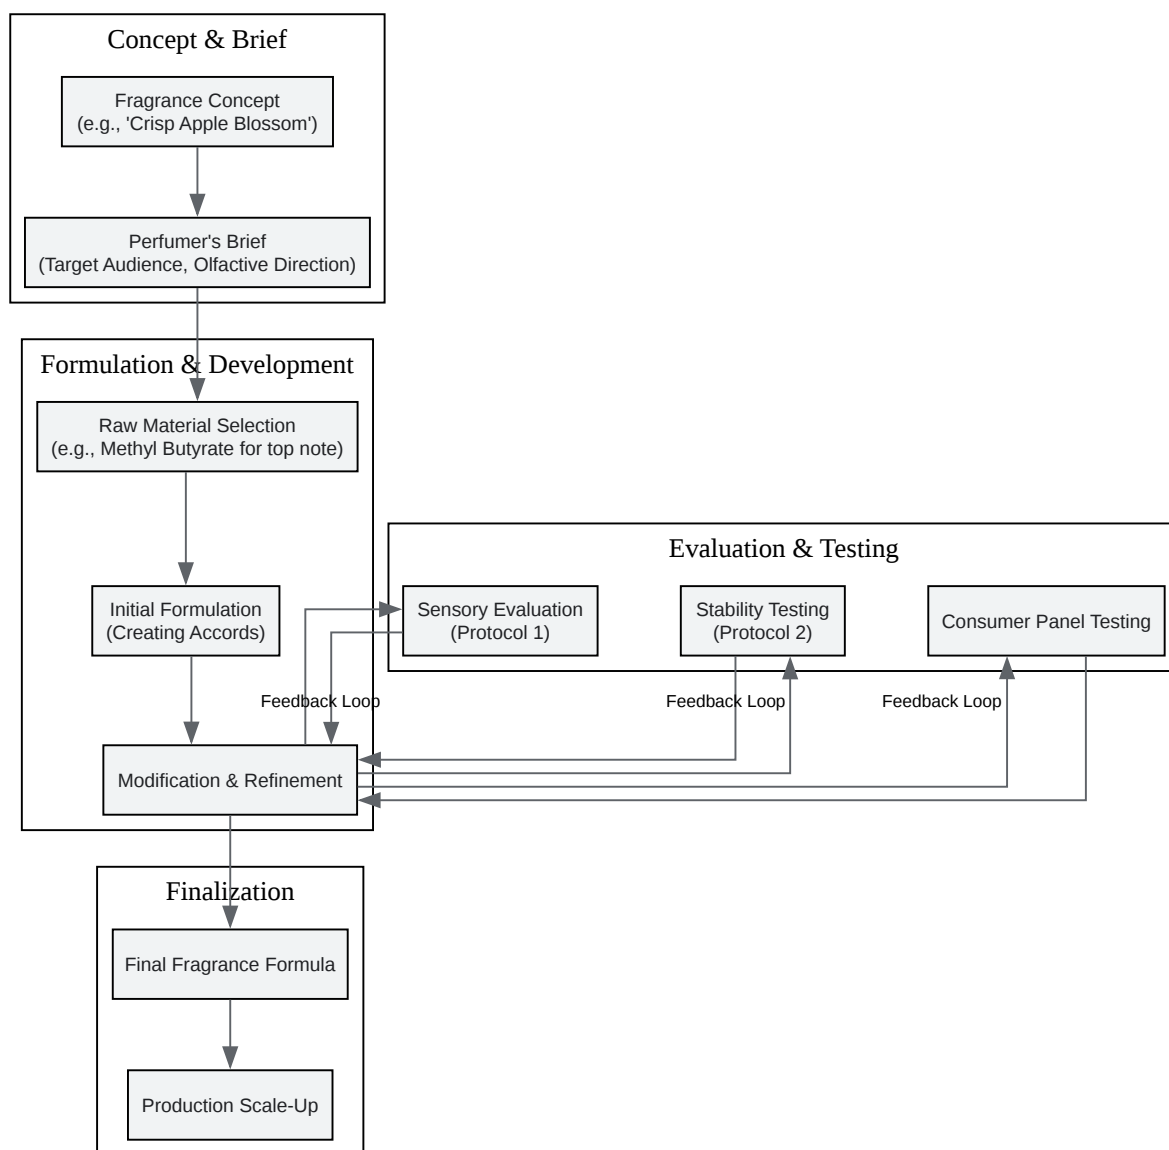 Concept & Brief
Fragrance Concept
(e.g., 'Crisp Apple Blossom')
Perfumer's Brief
(Target Audience, Olfactive Direction)
Formulation & Development
Raw Material Selection
(e.g., Methyl Butyrate for top note)
Initial Formulation
(Creating Accords)
Modification & Refinement
Evaluation & Testing
Sensory Evaluation
(Protocol 1)
Stability Testing
(Protocol 2)
Consumer Panel Testing
Feedback Loop
Feedback Loop
Feedback Loop
Finalization
Final Fragrance Formula
Production Scale-Up